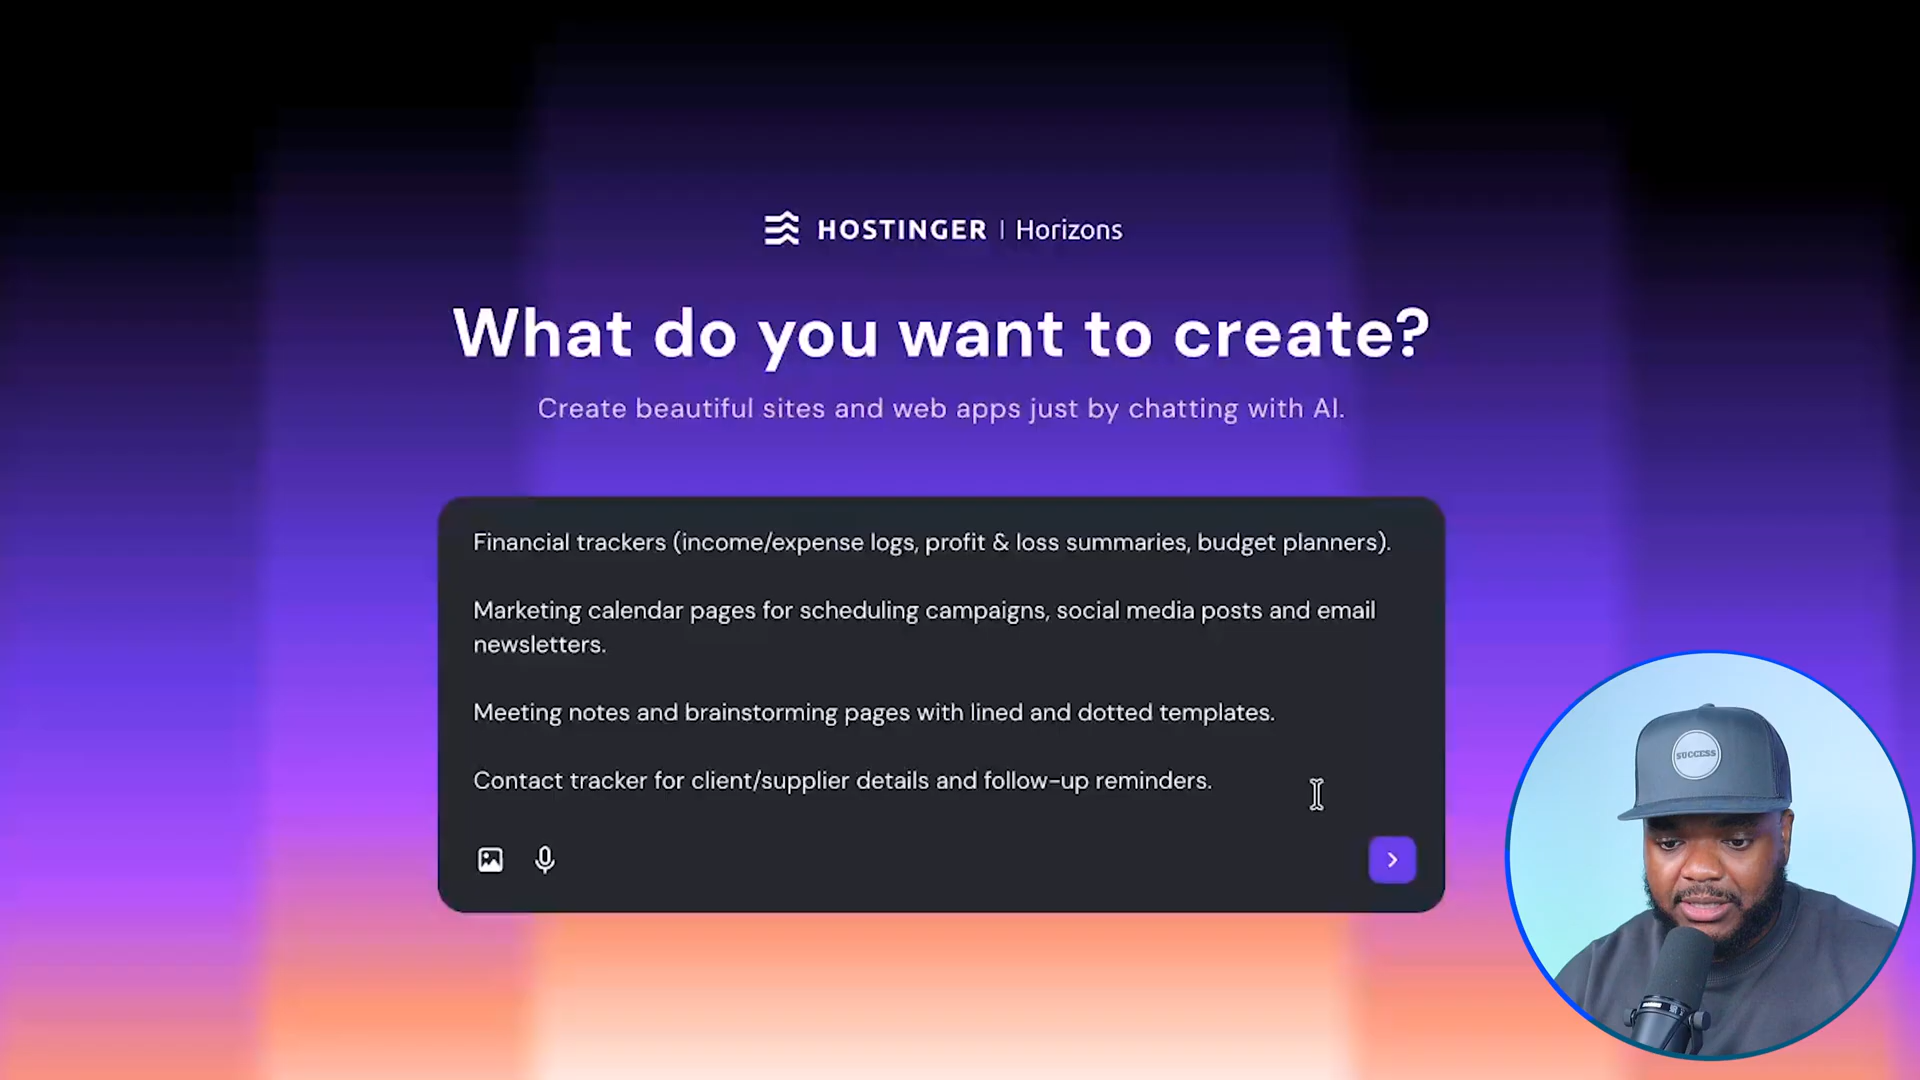 HOSTINGER | Horizons
What do you want to create?
Create beautiful sites and web apps just by chatting with AI.
Financial trackers (income/expense logs, profit & loss summaries, budget planners).
Marketing calendar pages for scheduling campaigns, social media posts and email
newsletters.
Meeting notes and brainstorming pages with lined and dotted templates.
Contact tracker for client/supplier details and follow-up reminders.
SUCCESS